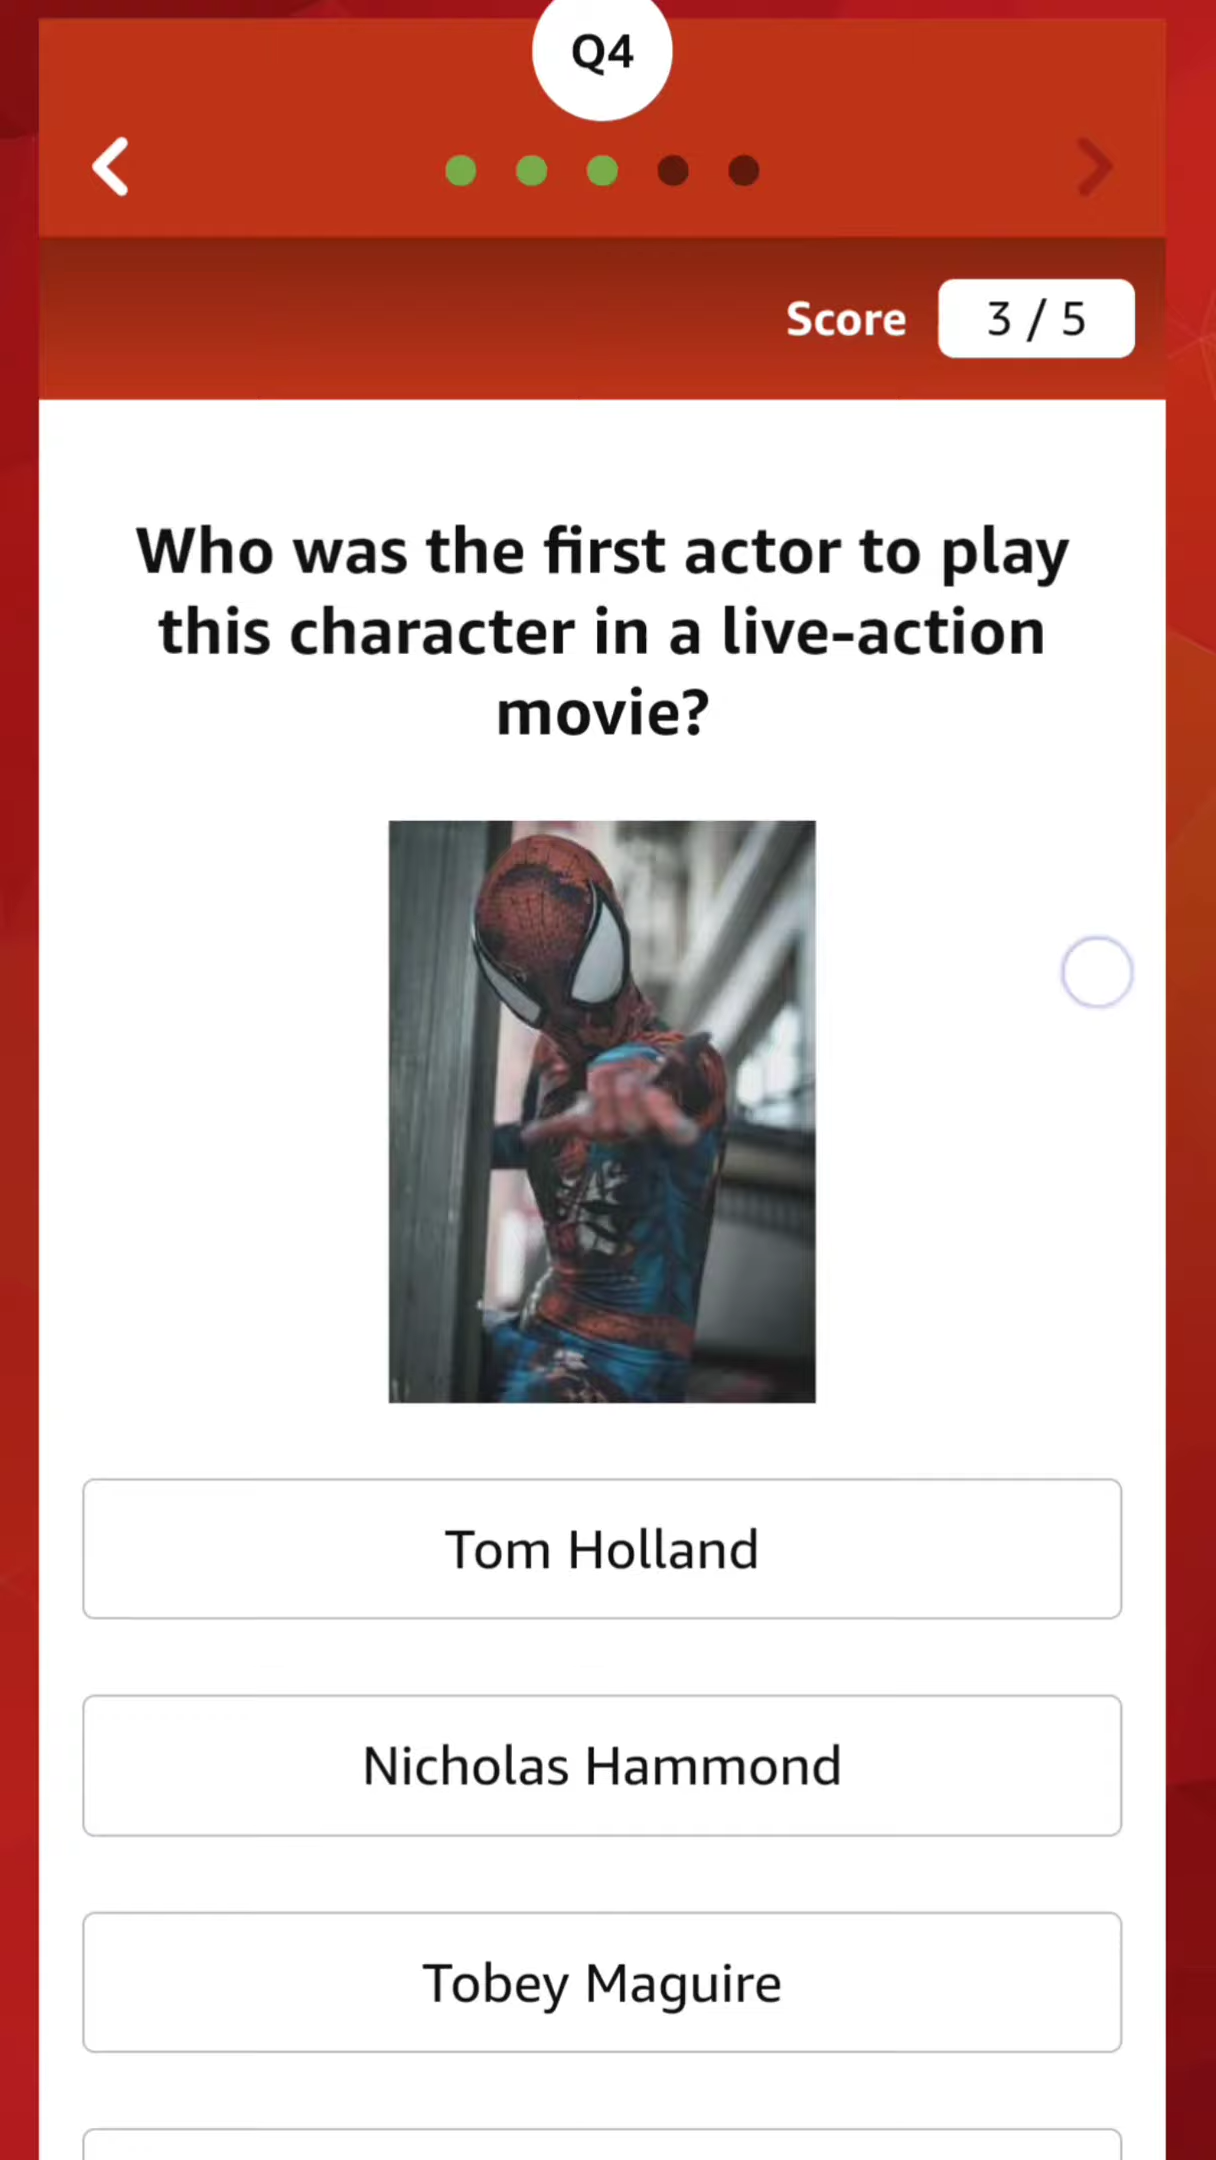 Q4
Score 3 / 5
Who was the first actor to play
this character in a live-action
movie?
Tom Holland
Nicholas Hammond
Tobey Maguire